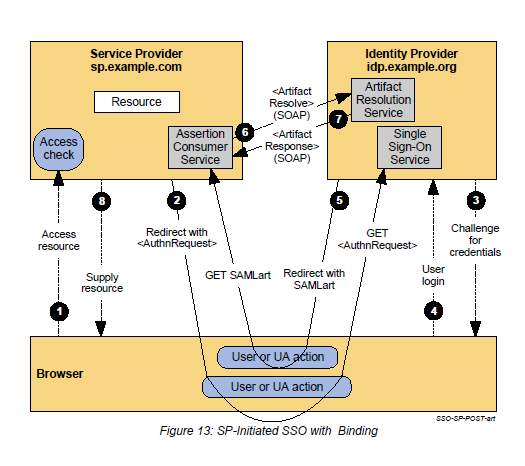 Service Provider
sp.example.com
Identity Provider
idp.example.org
Resource
Access
check
Assertion
Consumer
Service
<Artifact
Resolve>
(SOAP)
6
7
<Artifact
Response>
(SOAP)
Artifact
Resolution
Service
Single
Sign-On
Service
8
2
5
3
Access
resource
Redirect with
<AuthnRequest>
GET
<AuthnRequest>
Challenge
for
credentials
Supply
resource
GET SAMLart
Redirect with
SAMLart
User
login
1
4
User or UA action
User or UA action
Browser
SSO-SP-POST-art
Figure 13: SP-Initiated SSO with Binding